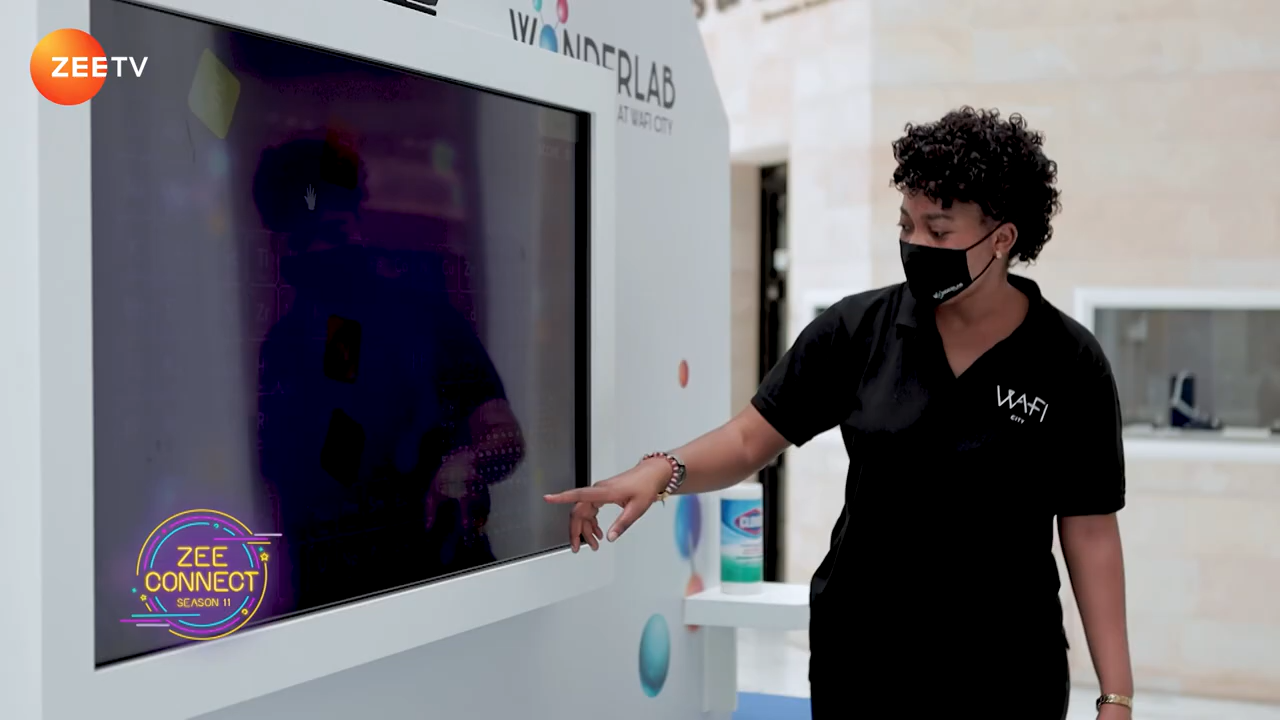 ZEETV
WONDERLAB
AT WAFI CITY
WAFI
CITY
ZEE
CONNECT
SEASON 11